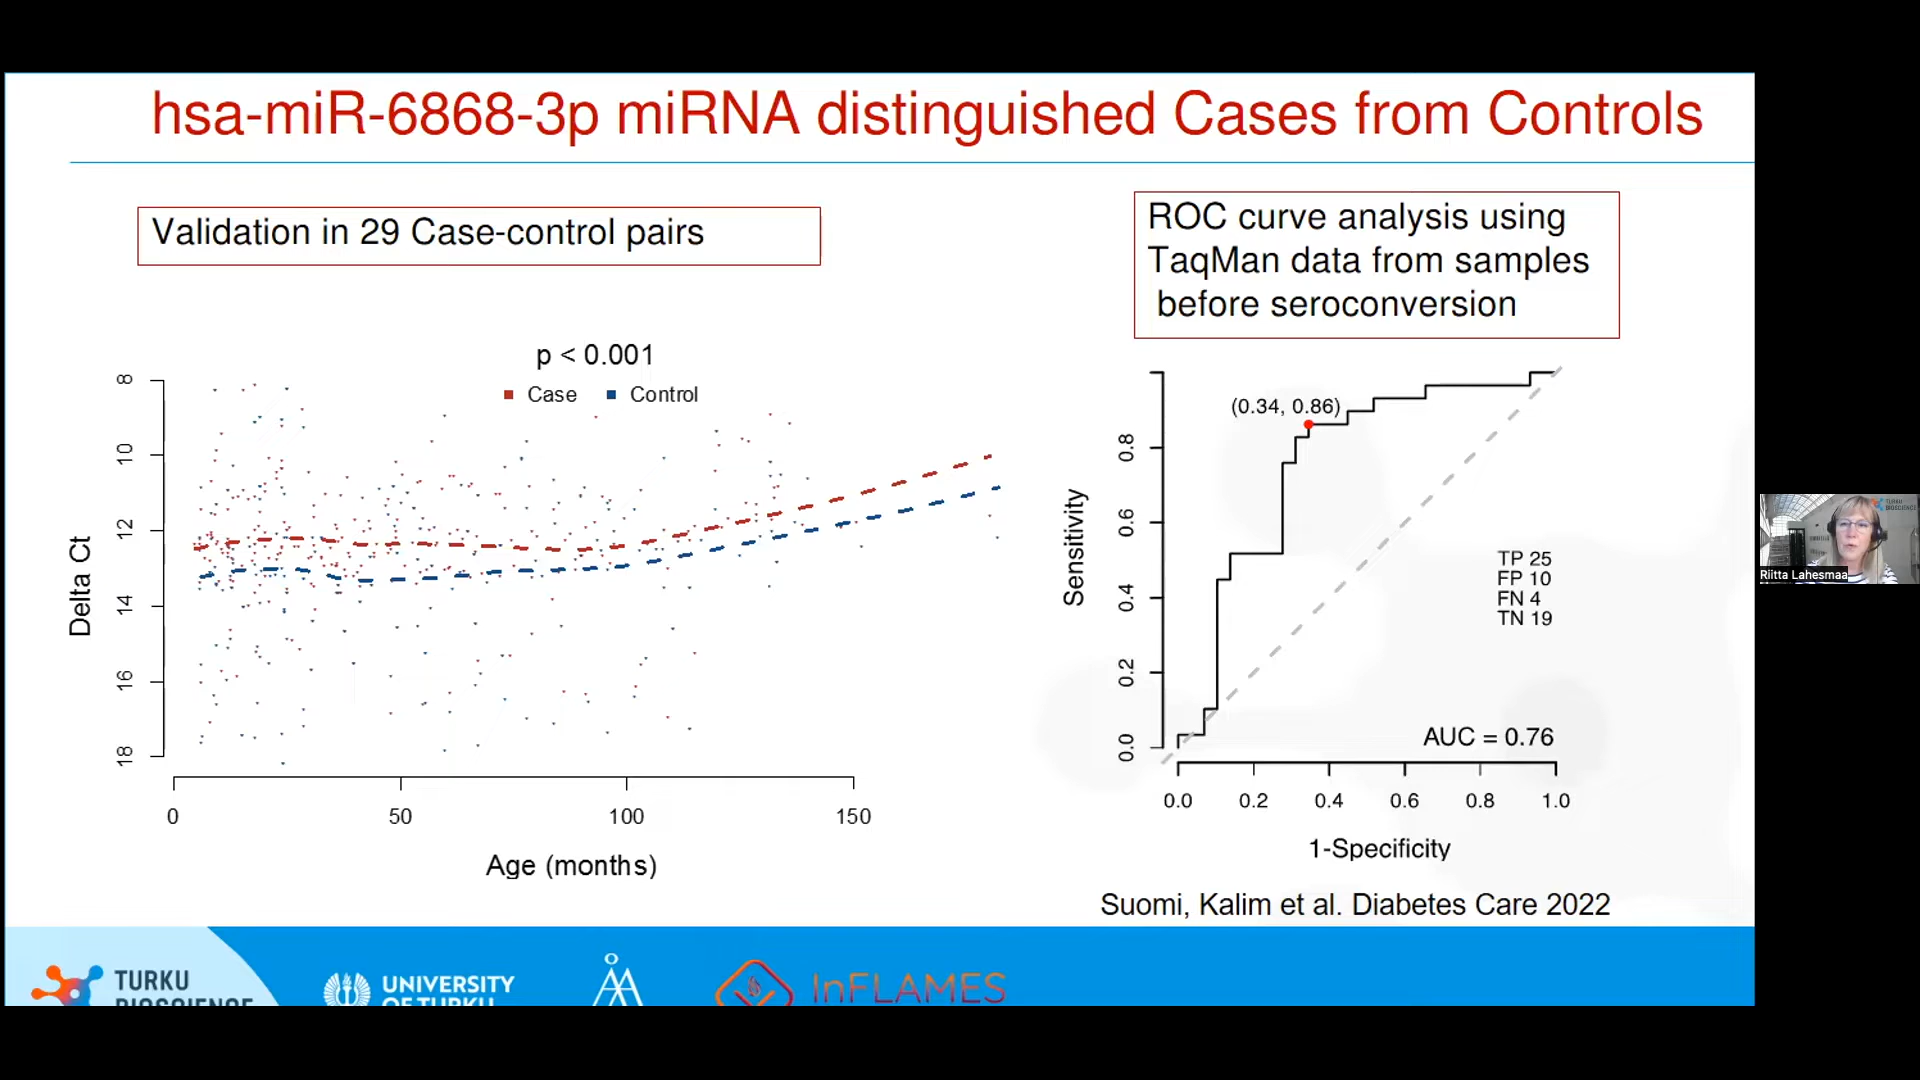 hsa-miR-6868-3p miRNA distinguished Cases from Controls
Validation in 29 Case-control pairs
p < 0.001
Case
Control
8
10
12
14
16
18
Delta Ct
0
50
100
150
Age (months)
ROC curve analysis using
TaqMan data from samples
before seroconversion
(0.34, 0.86)
0.8
0.6
0.4
0.2
0.0
Sensitivity
TP 25
FP 10
FN 4
TN 19
AUC = 0.76
0.0
0.2
0.4
0.6
0.8
1.0
1-Specificity
Suomi, Kalim et al. Diabetes Care 2022
TURKU
BIOSCIENCE
UNIVERSITY
OF TURKU
InFLAMES
TURKU
BIOSCIENCE
Riitta Lahesmaa